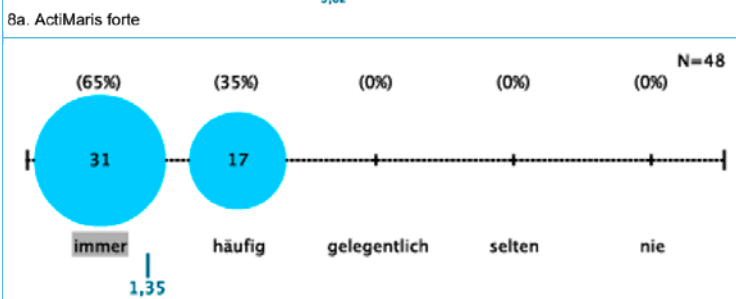 8a. ActiMaris forte
N=48
(65%) (35%) (0%) (0%) (0%)
31 17
immer häufig gelegentlich selten nie
1,35